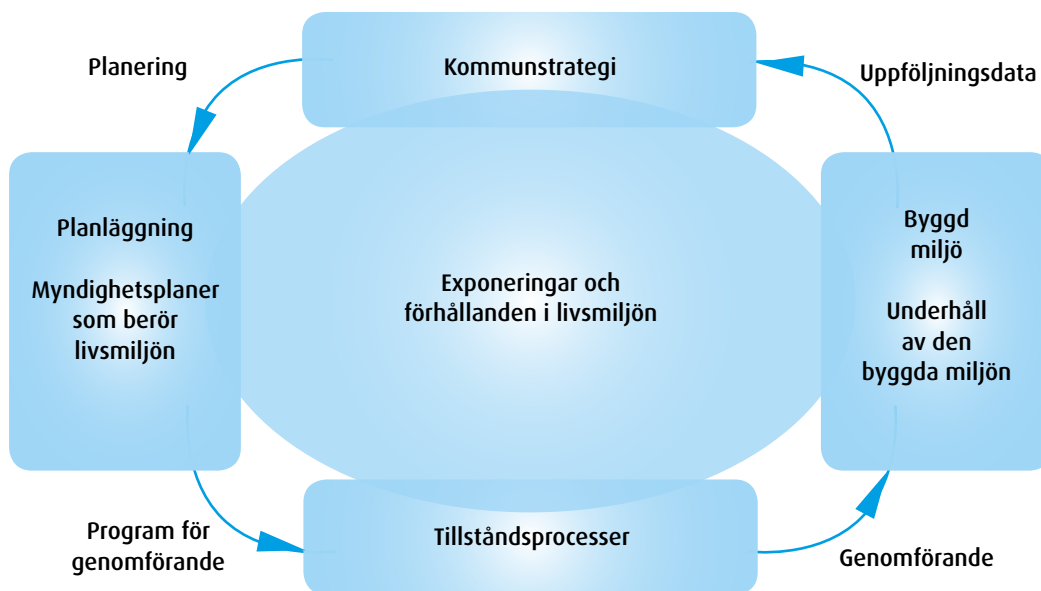 Planering
Kommunstrategi
Uppföljningsdata
Planläggning
Myndighetsplaner
som berör
livsmiljön
Exponeringar och
förhållanden i livsmiljön
Byggd
miljö
Underhåll
av den
byggda miljön
Program för
genomförande
Tillståndsprocesser
Genomförande